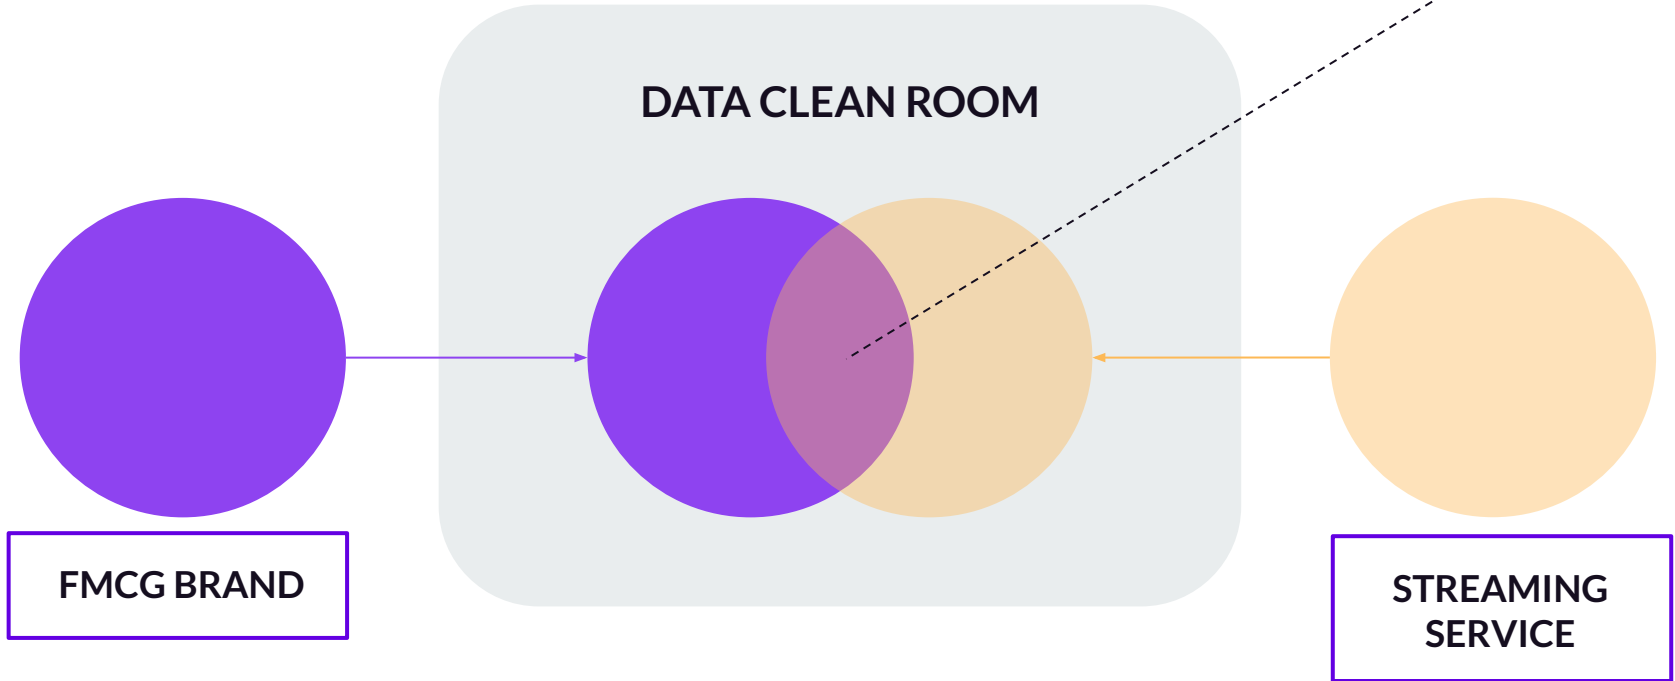 DATA CLEAN ROOM
FMCG BRAND
STREAMING
SERVICE